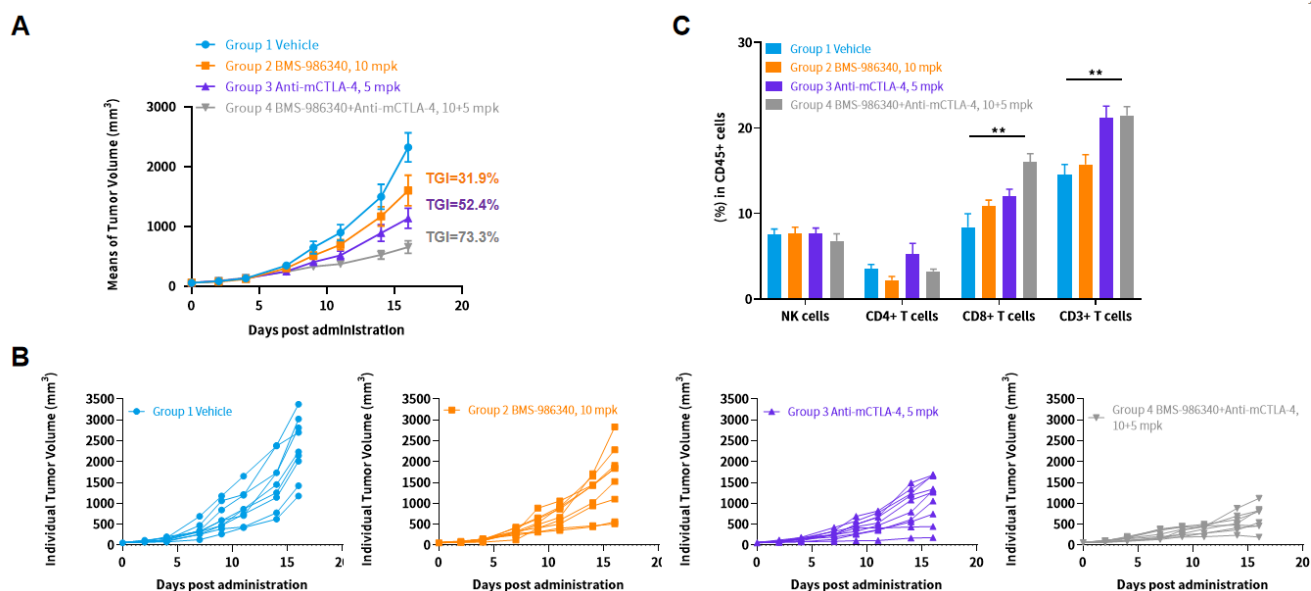 A
Group 1 Vehicle
Group 2 BMS-986340, 10 mpk
Group 3 Anti-mCTLA-4, 5 mpk
Group 4 BMS-986340+Anti-mCTLA-4, 10+5 mpk
Means of Tumor Volume (mm³)
3000
2000
1000
0
TGI=31.9%
TGI=52.4%
TGI=73.3%
0 5 10 15 20
Days post administration
C
Group 1 Vehicle
Group 2 BMS-986340, 10 mpk
Group 3 Anti-mCTLA-4, 5 mpk
Group 4 BMS-986340+Anti-mCTLA-4, 10+5 mpk
(%) in CD45+ cells
30
20
10
0
**
**
NK cells CD4+ T cells CD8+ T cells CD3+ T cells
B
Individual Tumor Volume (mm³)
Group 1 Vehicle
3500
3000
2500
2000
1500
1000
500
0
0 5 10 15 20
Days post administration
Individual Tumor Volume (mm³)
Group 2 BMS-986340, 10 mpk
3500
3000
2500
2000
1500
1000
500
0
0 5 10 15 20
Days post administration
Individual Tumor Volume (mm³)
Group 3 Anti-mCTLA-4, 5 mpk
3500
3000
2500
2000
1500
1000
500
0
0 5 10 15 20
Days post administration
Individual Tumor Volume (mm³)
Group 4 BMS-986340+Anti-mCTLA-4,
10+5 mpk
3500
3000
2500
2000
1500
1000
500
0
0 5 10 15 20
Days post administration